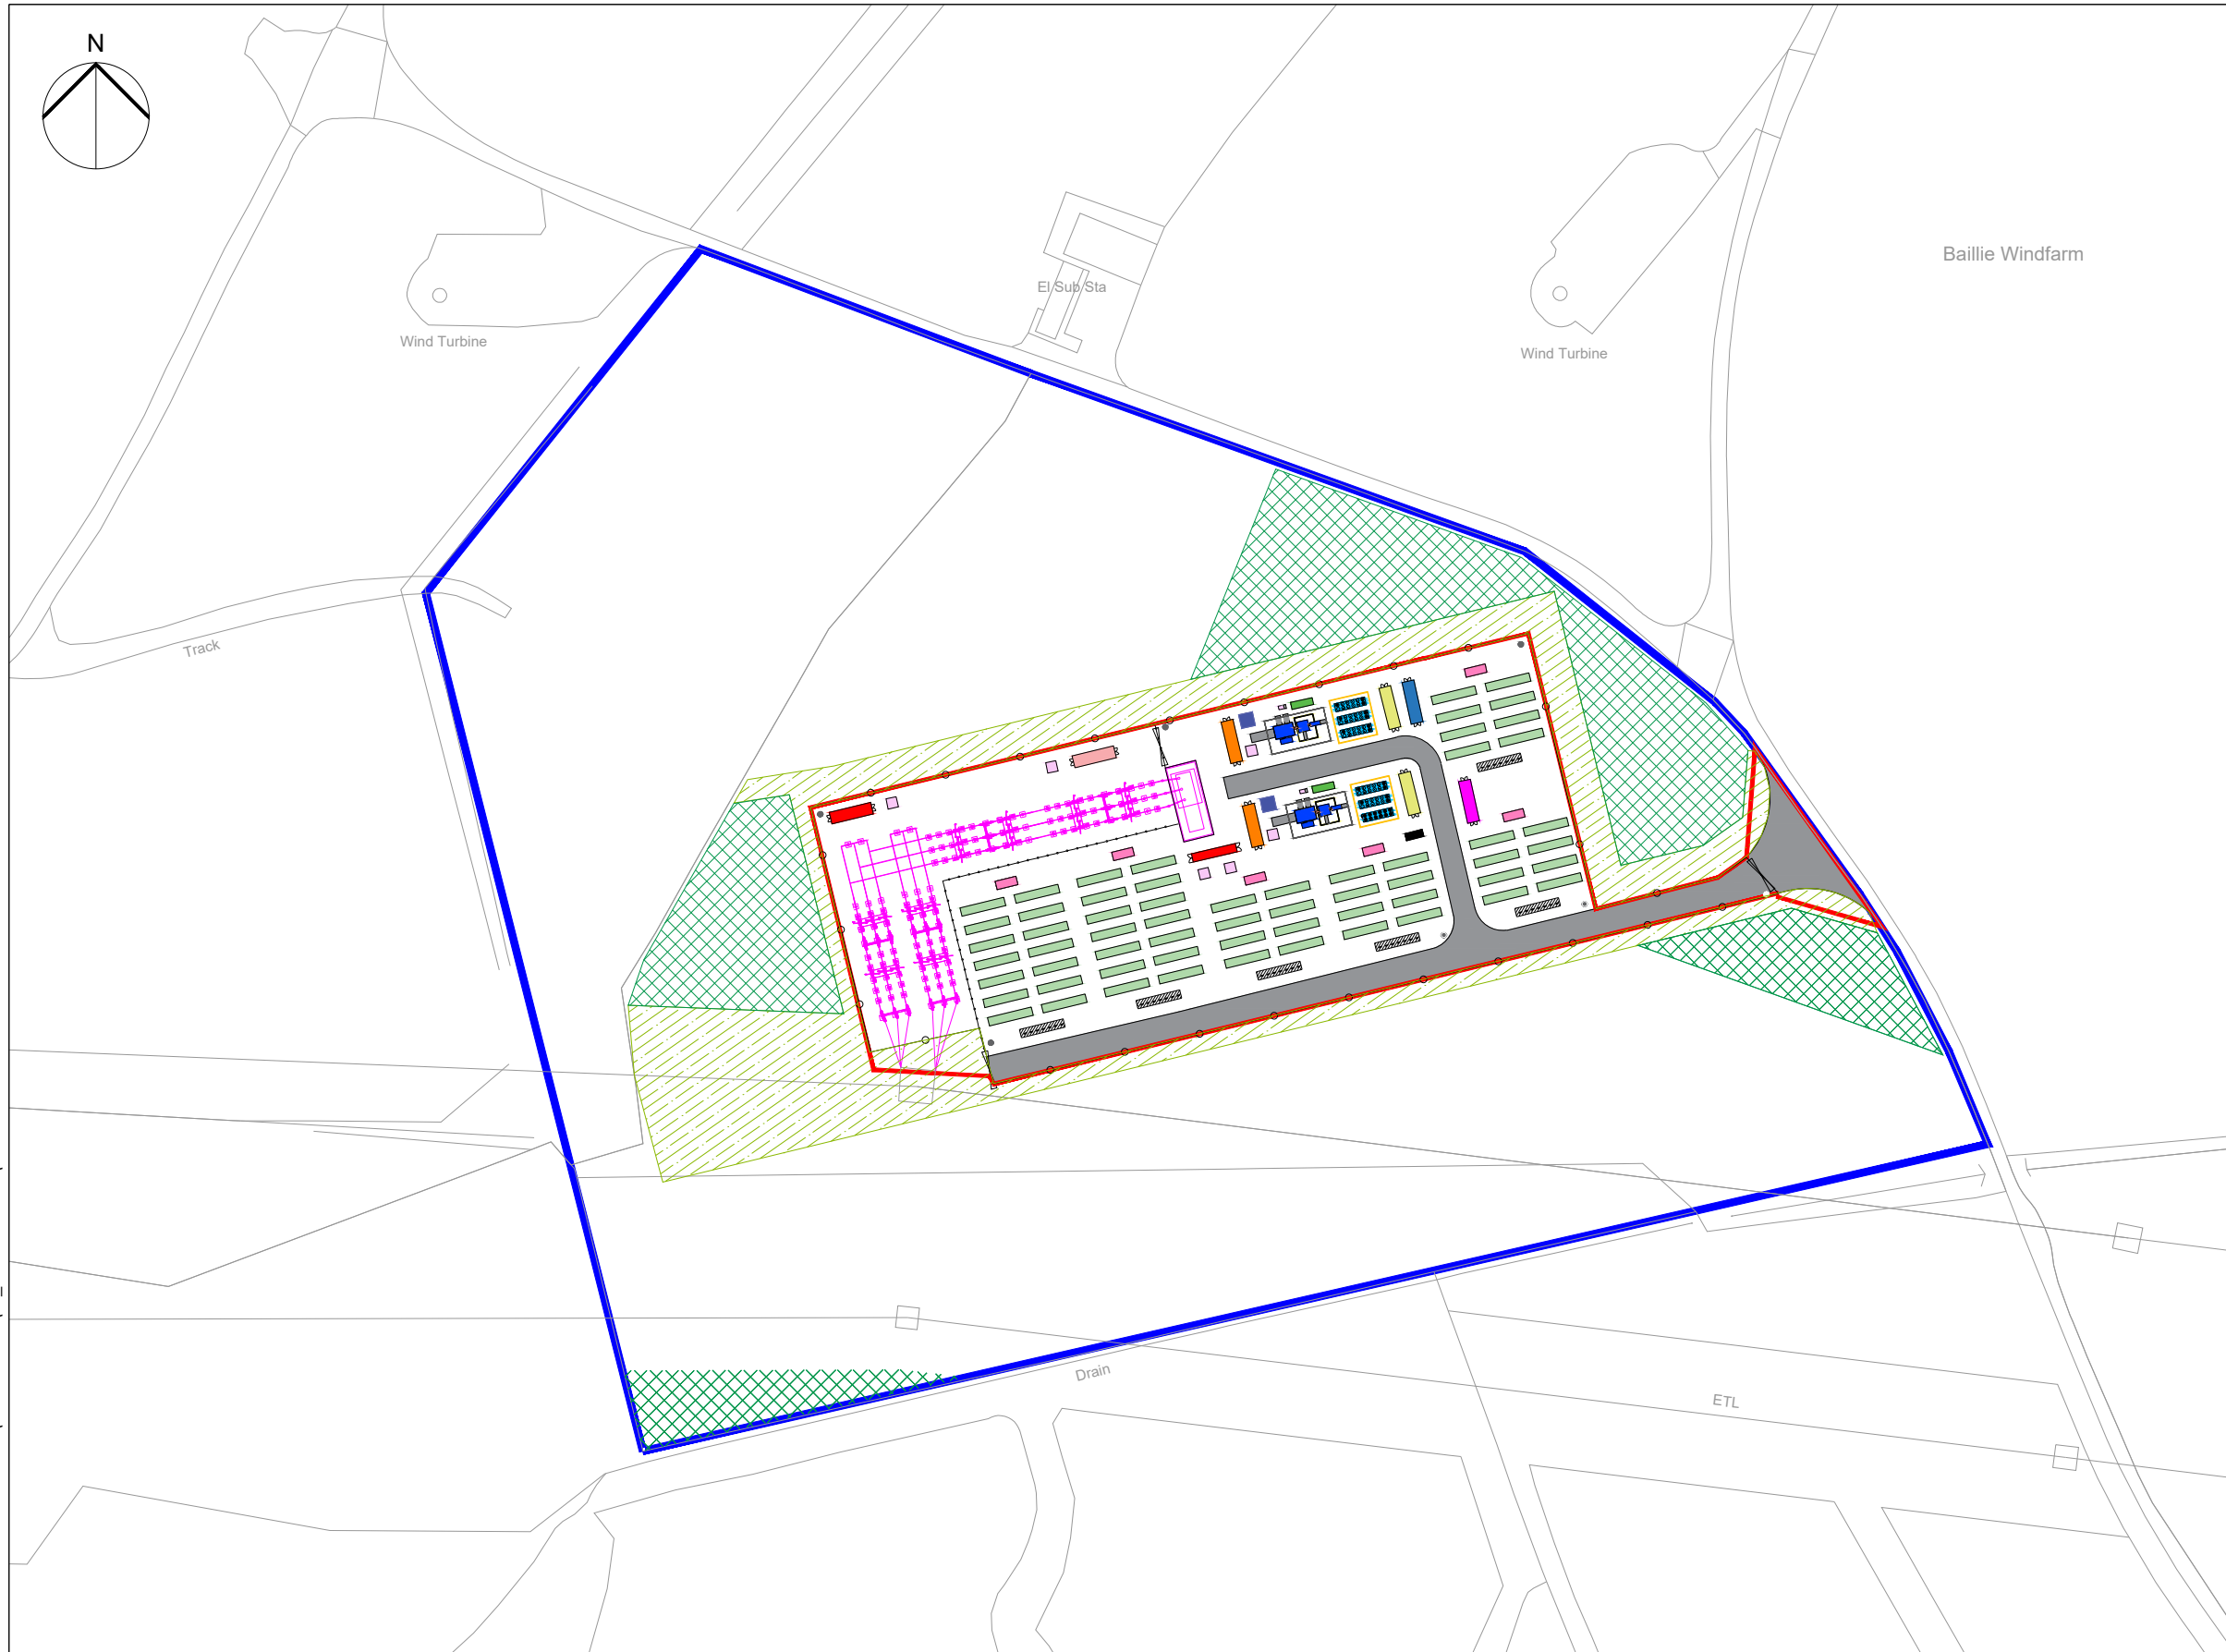 N
Baillie Windfarm
El Sub Sta
Wind Turbine
Wind Turbine
Track
Drain
ETL